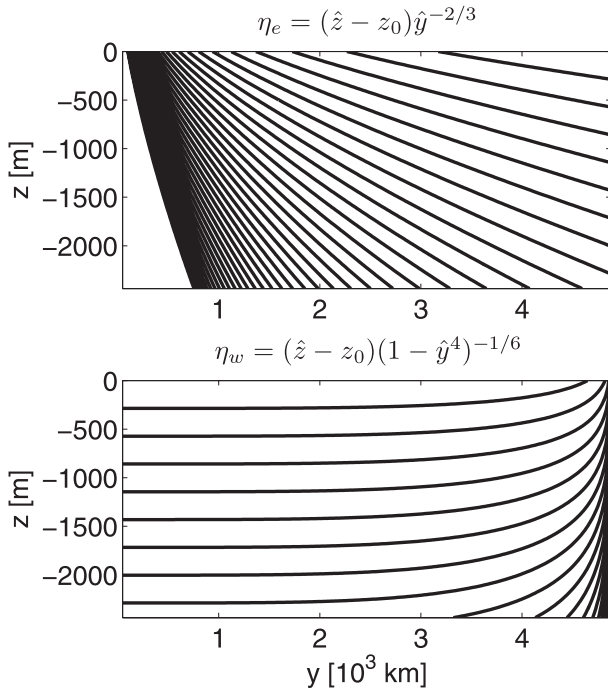 ηₑ = (ẑ − z₀)ŷ^{−2/3}
0
−500
−1000
−1500
−2000
z [m]
1 2 3 4
η_w = (ẑ − z₀)(1 − ŷ⁴)^{−1/6}
0
−500
−1000
−1500
−2000
z [m]
1 2 3 4
y [10³ km]